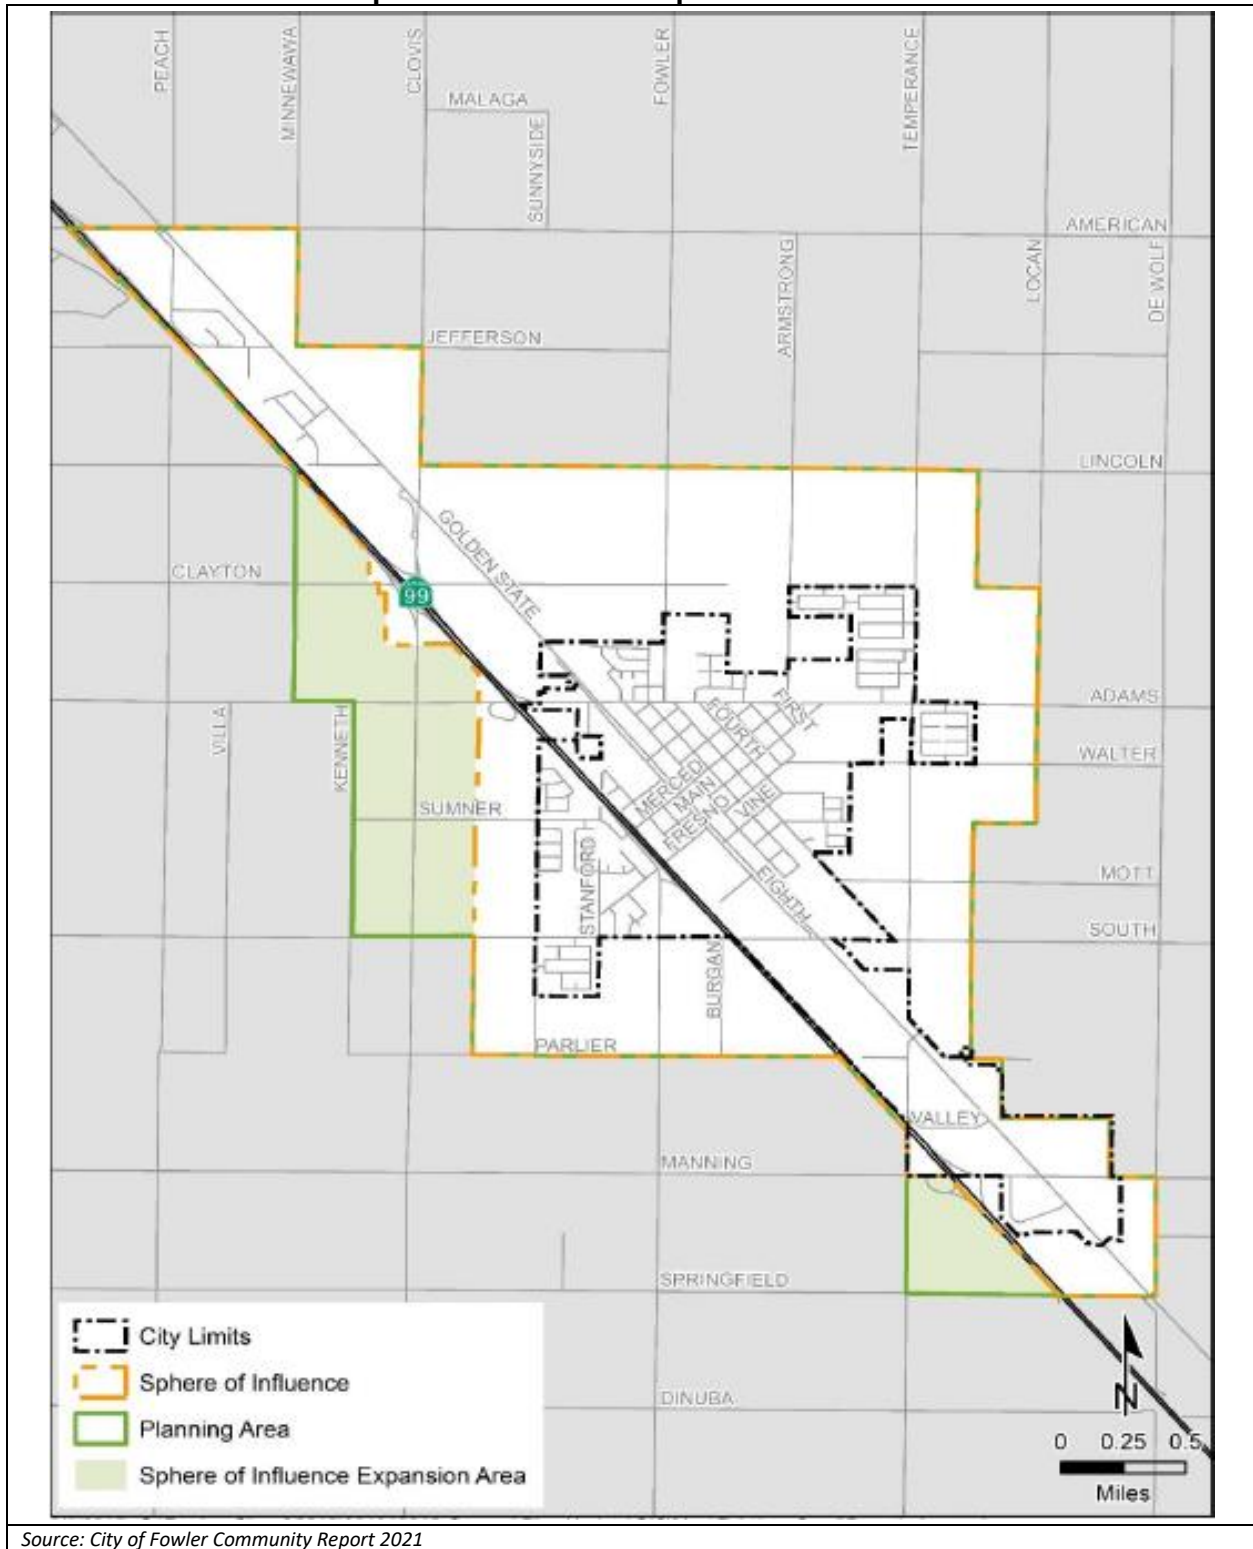 PEACH
MINNEWAWA
CLOVIS
FOWLER
TEMPERANCE
MALAGA
SUNNYSIDE
AMERICAN
ARMSTRONG
LOCAN
DE WOLF
JEFFERSON
LINCOLN
GOLDEN STATE
CLAYTON
99
ADAMS
FIRST
FOURTH
VILLA
KENNETH
WALTER
MERCED
MAIN
FRESNO
VINE
SUMNER
STANFORD
MOTT
EIGHTH
SOUTH
BURGAN
PARLIER
VALLEY
MANNING
SPRINGFIELD
DINUBA
City Limits
Sphere of Influence
Planning Area
Sphere of Influence Expansion Area
N
0 0.25 0.5
Miles
Source: City of Fowler Community Report 2021